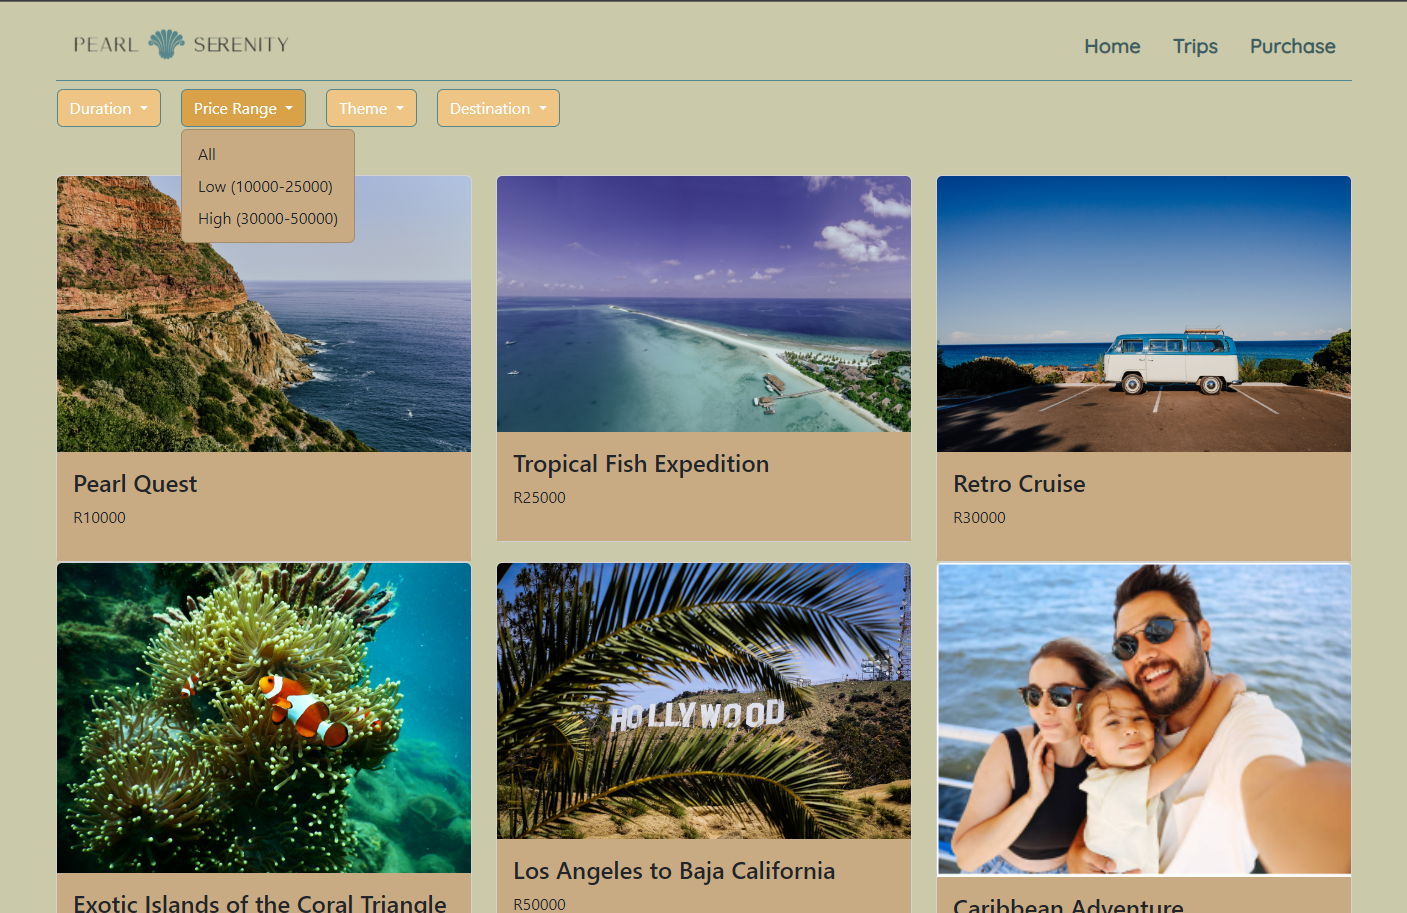 PEARL SERENITY
Home Trips Purchase
Duration Price Range Theme Destination
All
Low (10000-25000)
High (30000-50000)
Pearl Quest
R10000
Tropical Fish Expedition
R25000
Retro Cruise
R30000
HOLLYWOOD
Exotic Islands of the Coral Triangle
Los Angeles to Baja California
R50000
Caribbean Adventure